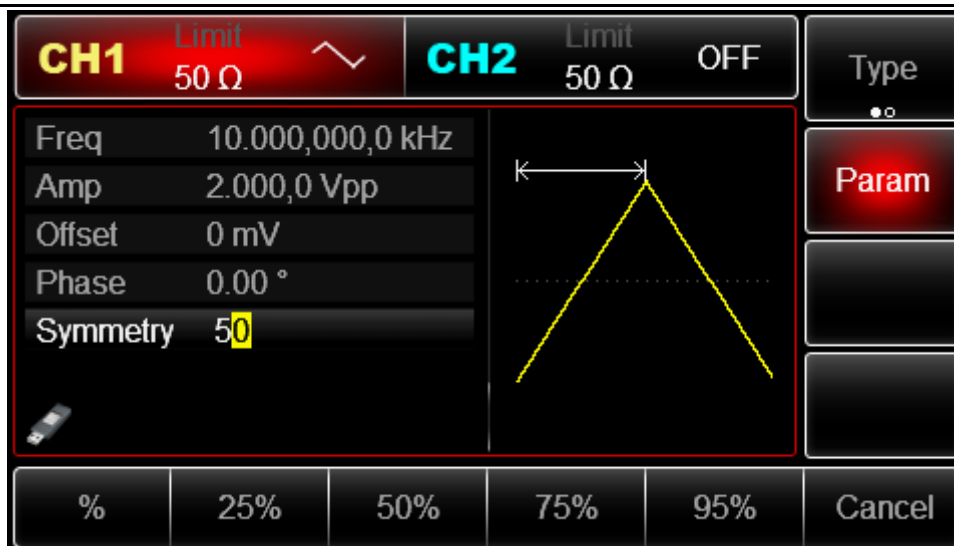 CH1 Limit 50 Ω
CH2 Limit 50 Ω OFF
Type
Freq 10.000,000,0 kHz
Amp 2.000,0 Vpp
Offset 0 mV
Phase 0.00 °
Symmetry 50
Param
% 25% 50% 75% 95% Cancel